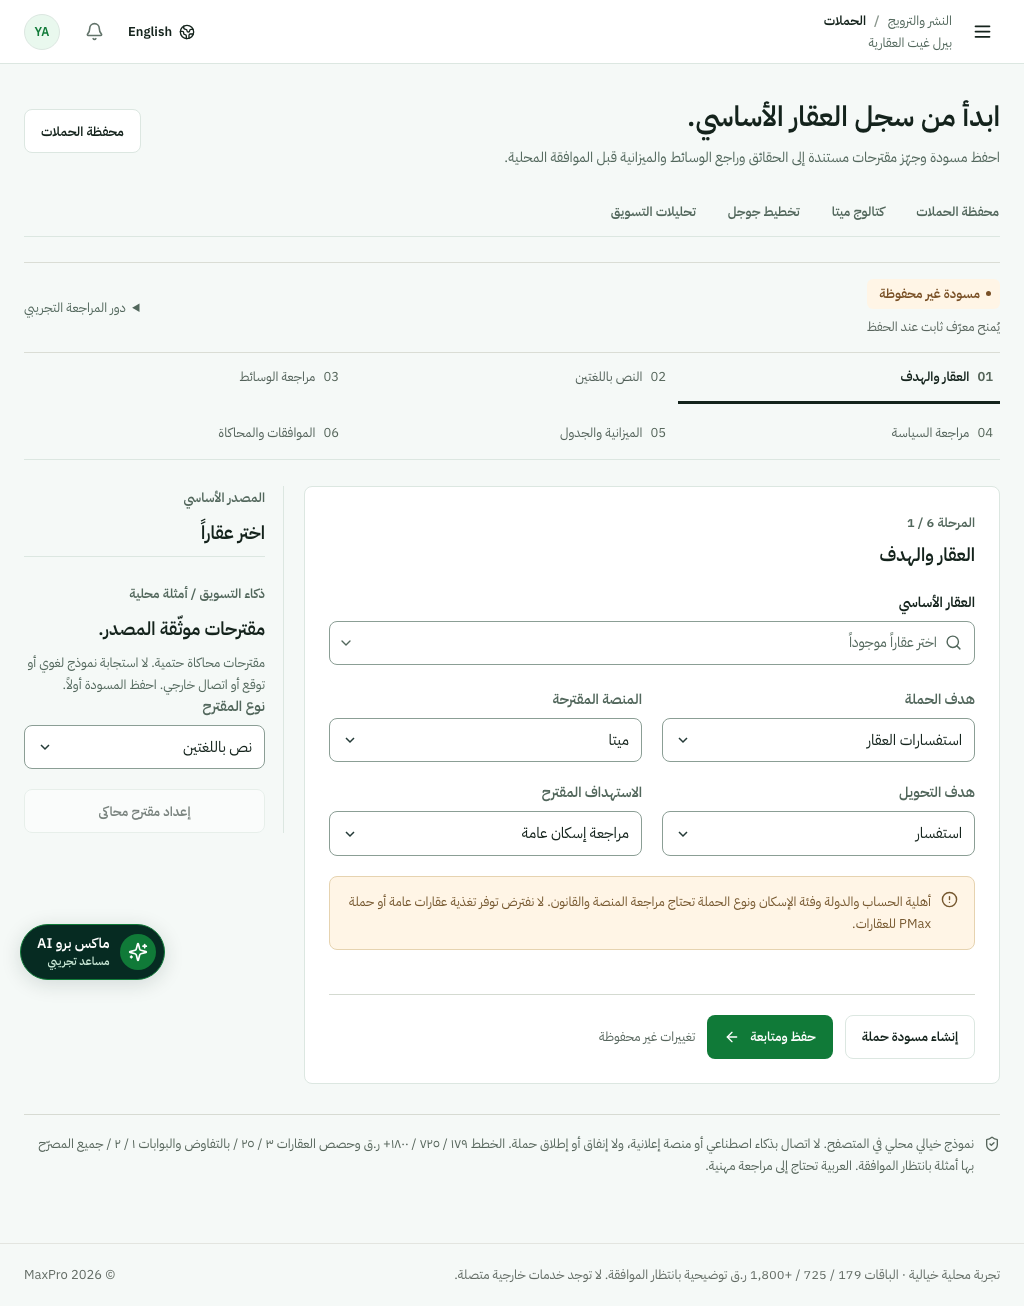 النشر والترويج / الحملات
بيرل غيت العقارية
English
YA
ابدأ من سجل العقار الأساسي.
احفظ مسودة وجهّز مقترحات مستندة إلى الحقائق وراجع الوسائط والميزانية قبل الموافقة المحلية.
محفظة الحملات
محفظة الحملات
كتالوج ميتا
تخطيط جوجل
تحليلات التسويق
مسودة غير محفوظة
يُمنح معرّف ثابت عند الحفظ
دور المراجعة التجريبي
01 العقار والهدف
02 النص باللغتين
03 مراجعة الوسائط
04 مراجعة السياسة
05 الميزانية والجدول
06 الموافقات والمحاكاة
المرحلة 6 / 1
العقار والهدف
العقار الأساسي
اختر عقاراً موجوداً
هدف الحملة
استفسارات العقار
المنصة المقترحة
ميتا
هدف التحويل
استفسار
الاستهداف المقترح
مراجعة إسكان عامة
أهلية الحساب والدولة وفئة الإسكان ونوع الحملة تحتاج مراجعة المنصة والقانون. لا نفترض توفر تغذية عقارات عامة أو حملة
PMax للعقارات.
إنشاء مسودة حملة
حفظ ومتابعة
تغييرات غير محفوظة
المصدر الأساسي
اختر عقاراً
ذكاء التسويق / أمثلة محلية
مقترحات موثّقة المصدر.
مقترحات محاكاة حتمية. لا استجابة نموذج لغوي أو
توقع أو اتصال خارجي. احفظ المسودة أولاً.
نوع المقترح
نص باللغتين
إعداد مقترح محاكى
ماكس برو AI
مساعد تجريبي
نموذج خيالي محلي في المتصفح. لا اتصال بذكاء اصطناعي أو منصة إعلانية، ولا إنفاق أو إطلاق حملة. الخطط ١٧٩ / ٧٢٥ / ١٨٠٠+ ر.ق وحصص العقارات ٣ / ٢٥ / بالتفاوض والبوابات ١ / ٢ / جميع المصرّح
بها أمثلة بانتظار الموافقة. العربية تحتاج إلى مراجعة مهنية.
تجربة محلية خيالية · الباقات 179 / 725 / +1,800 ر.ق توضيحية بانتظار الموافقة. لا توجد خدمات خارجية متصلة.
© 2026 MaxPro